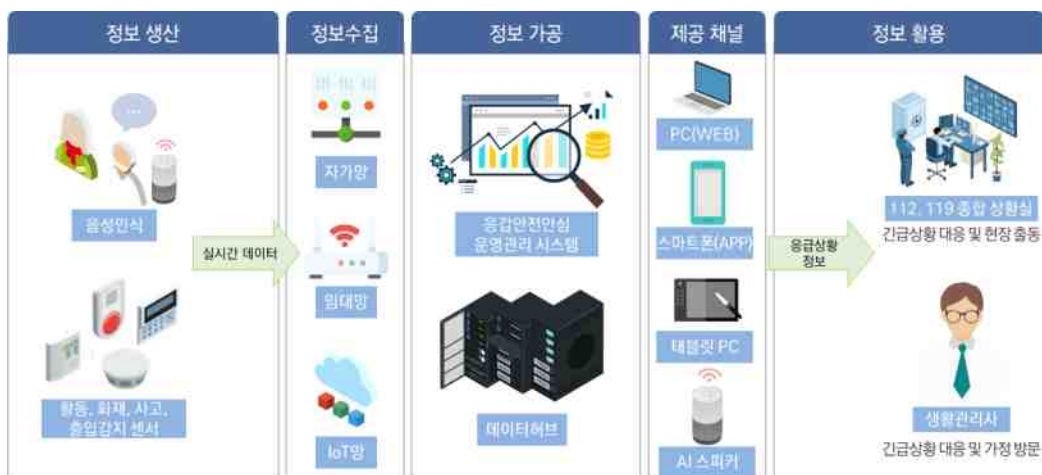 정보 생산
음성인식
활동, 화재, 사고,
출입감지 센서
실시간 데이터
정보수집
자가망
임대망
IoT망
정보 가공
응갑안전안심
운영관리 시스템
데이터허브
제공 채널
PC(WEB)
스마트폰(APP)
태블릿 PC
AI 스피커
응급상황
정보
정보 활용
112, 119 종합 상황실
긴급상황 대응 및 현장 출동
생활관리사
긴급상황 대응 및 가정 방문